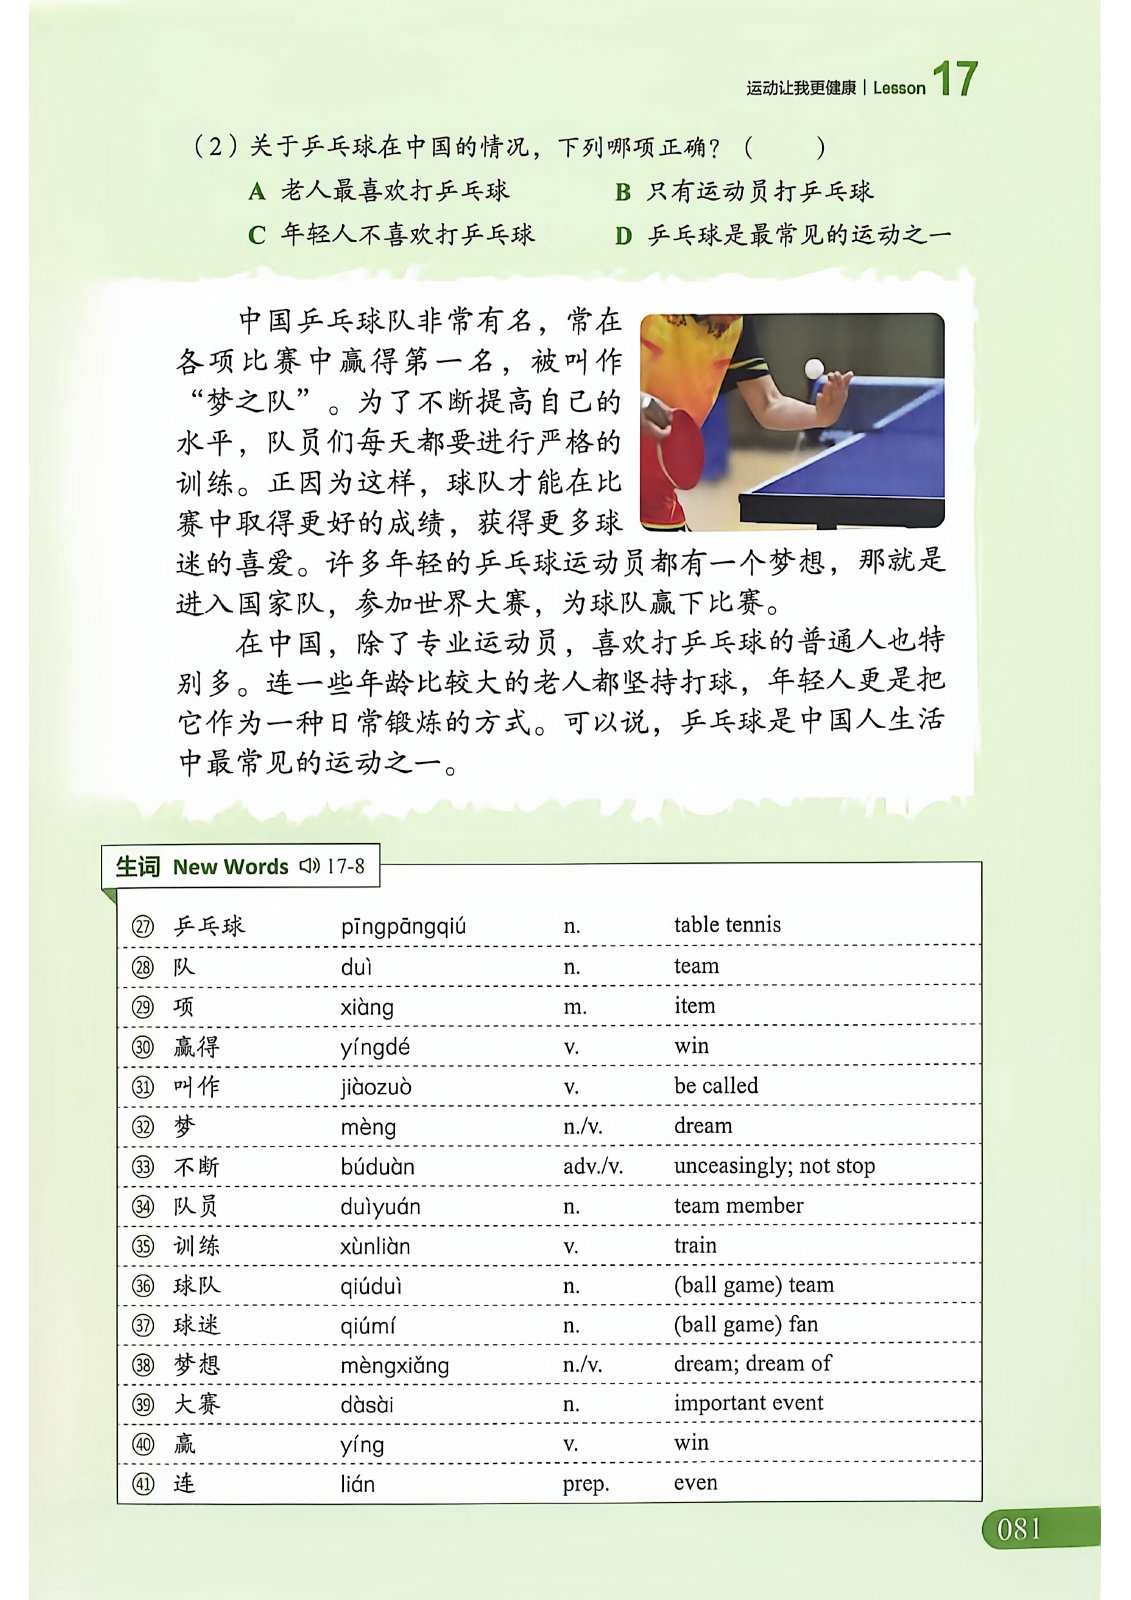 运动让我更健康 | Lesson 17
（2）关于乒乓球在中国的情况，下列哪项正确？（　　）
A 老人最喜欢打乒乓球　B 只有运动员打乒乓球
C 年轻人不喜欢打乒乓球　D 乒乓球是最常见的运动之一
中国乒乓球队非常有名，常在
各项比赛中赢得第一名，被叫作
“梦之队”。为了不断提高自己的
水平，队员们每天都要进行严格的
训练。正因为这样，球队才能在比
赛中取得更好的成绩，获得更多球
迷的喜爱。许多年轻的乒乓球运动员都有一个梦想，那就是
进入国家队，参加世界大赛，为球队赢下比赛。
在中国，除了专业运动员，喜欢打乒乓球的普通人也特
别多。连一些年龄比较大的老人都坚持打球，年轻人更是把
它作为一种日常锻炼的方式。可以说，乒乓球是中国人生活
中最常见的运动之一。
生词 New Words 17-8
㉗ 乒乓球 pīngpāngqiú n. table tennis
㉘ 队 duì n. team
㉙ 项 xiàng m. item
㉚ 赢得 yíngdé v. win
㉛ 叫作 jiàozuò v. be called
㉜ 梦 mèng n./v. dream
㉝ 不断 búduàn adv./v. unceasingly; not stop
㉞ 队员 duìyuán n. team member
㉟ 训练 xùnliàn v. train
㊱ 球队 qiúduì n. (ball game) team
㊲ 球迷 qiúmí n. (ball game) fan
㊳ 梦想 mèngxiǎng n./v. dream; dream of
㊴ 大赛 dàsài n. important event
㊵ 赢 yíng v. win
㊶ 连 lián prep. even
081